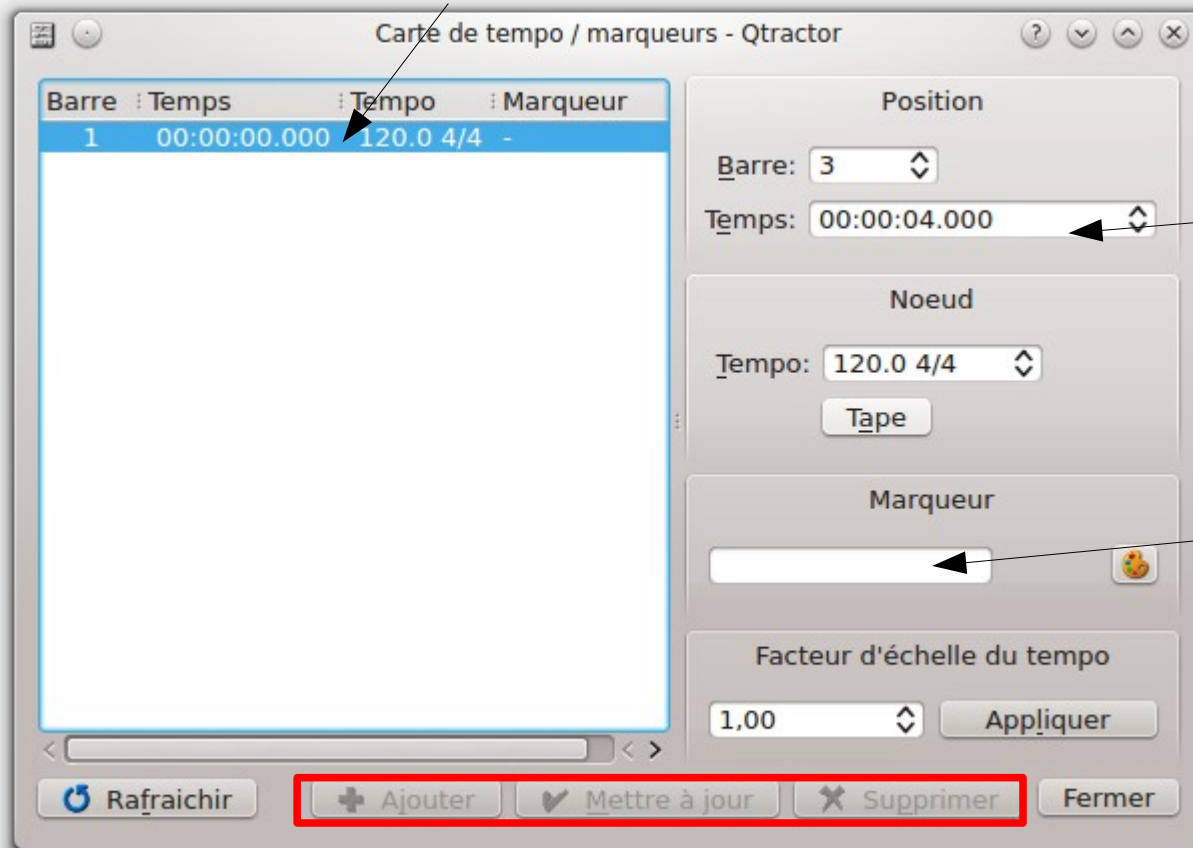 Carte de tempo / marqueurs - Qtractor
Barre Temps Tempo Marqueur
1 00:00:00.000 120.0 4/4 -
Position
Barre: 3
Temps: 00:00:04.000
Noeud
Tempo: 120.0 4/4
Tape
Marqueur
Facteur d'échelle du tempo
1,00 Appliquer
Rafraichir Ajouter Mettre à jour Supprimer Fermer